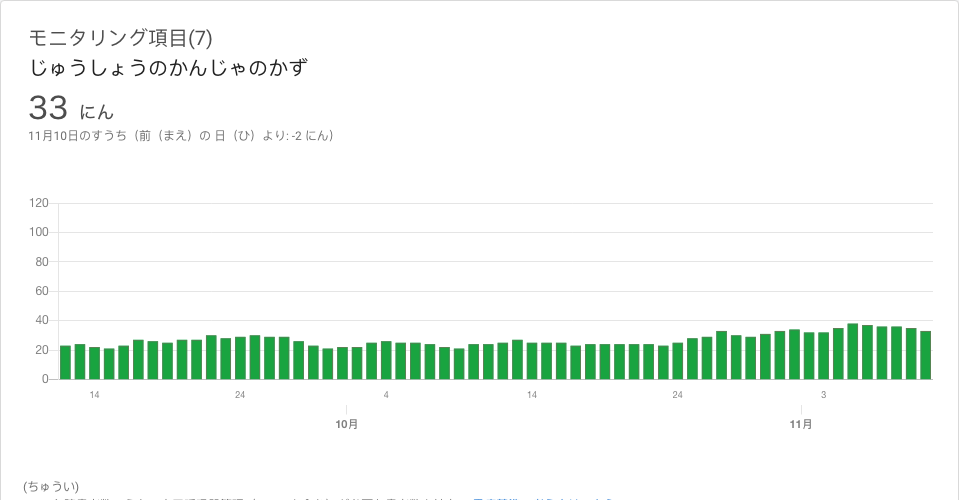 モニタリング項目(7)
じゅうしょうのかんじゃのかず
33 にん
11月10日のすうち（前（まえ）の 日（ひ）より: -2 にん）
120
100
80
60
40
20
0
14 24 4 14 24 3
10月 11月
(ちゅうい)